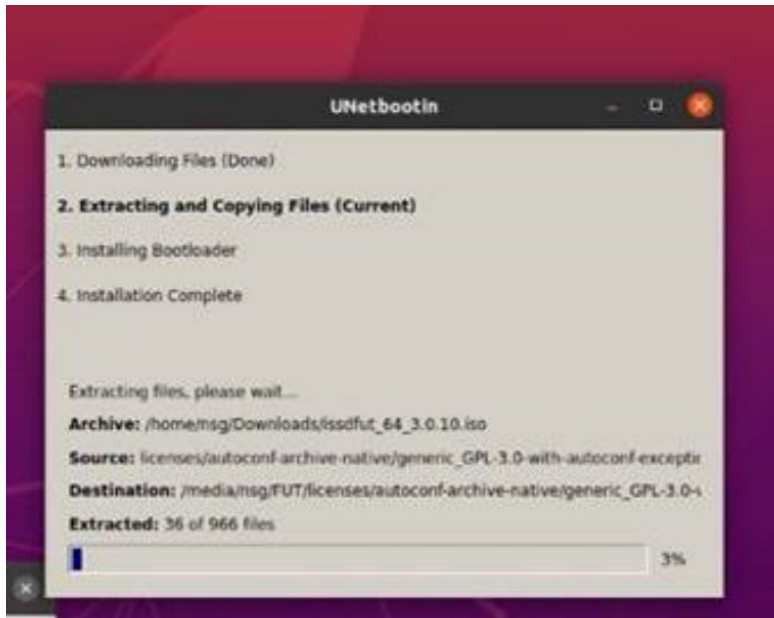 UNetbootin
1. Downloading Files (Done)
2. Extracting and Copying Files (Current)
3. Installing Bootloader
4. Installation Complete
Extracting files, please wait...
Archive: /home/nsg/Downloads/issdfut_64_3.0.10.iso
Source: licenses/autoconf-archive-native/generic_GPL-3.0-with-autoconf-exceptic
Destination: /media/nsg/FUT/licenses/autoconf-archive-native/generic_GPL-3.0-
Extracted: 36 of 966 files
3%